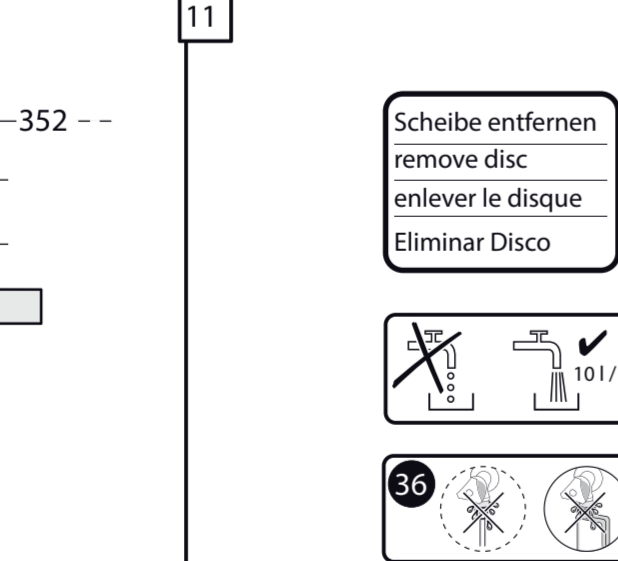 11
352
Scheibe entfernen
remove disc
enlever le disque
Eliminar Disco
10 l /
36